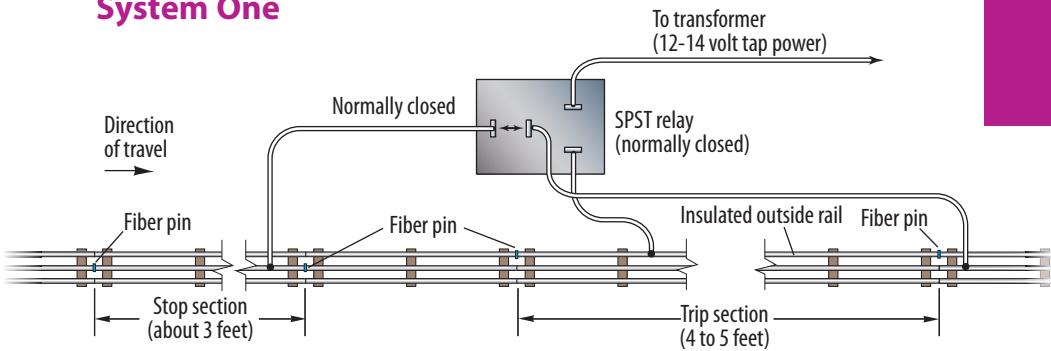 System One
To transformer
(12-14 volt tap power)
Normally closed
SPST relay
(normally closed)
Direction
of travel
Fiber pin
Fiber pin
Insulated outside rail
Fiber pin
Stop section
(about 3 feet)
Trip section
(4 to 5 feet)